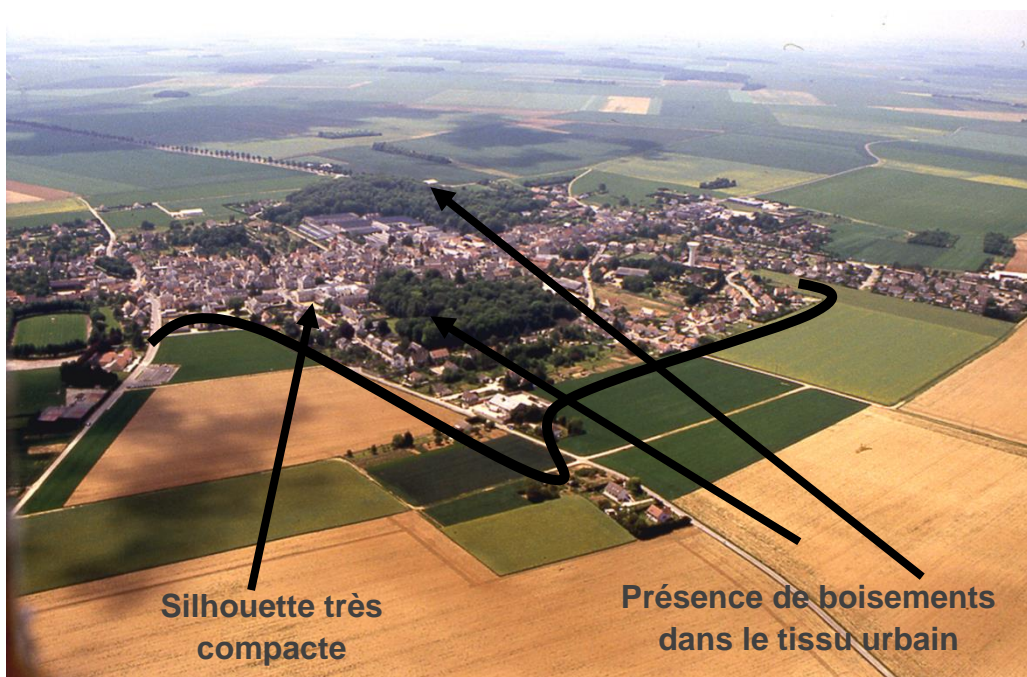 Silhouette très
compacte
Présence de boisements
dans le tissu urbain